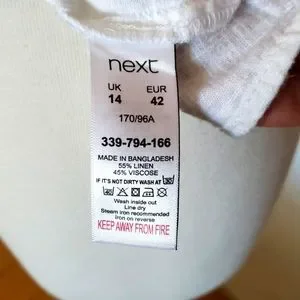 next
UK EUR
14 42
170/96A
339-794-166
MADE IN BANGLADESH
55% LINEN
45% VISCOSE
IF IT'S NOT DIRTY WASH AT
Wash inside out
Line dry
Steam iron recommended
Iron on reverse
KEEP AWAY FROM FIRE